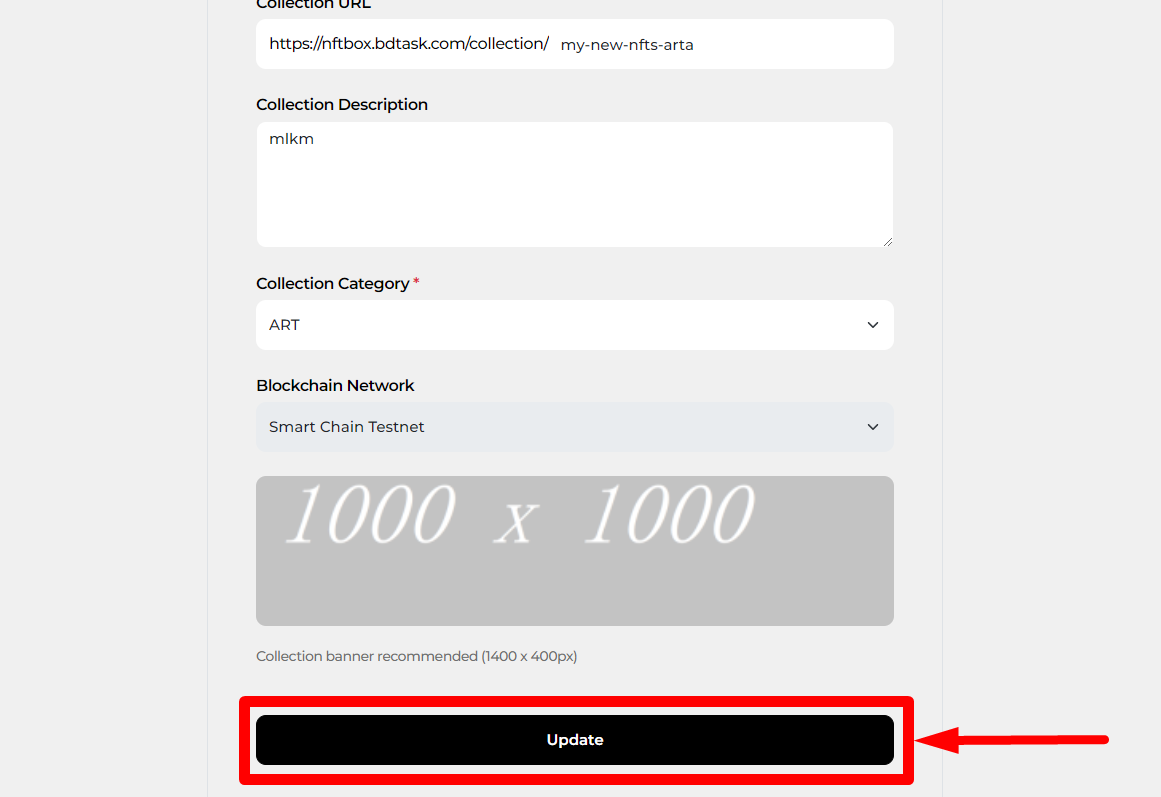 Collection URL
https://nftbox.bdtask.com/collection/ my-new-nfts-arta
Collection Description
mlkm
Collection Category *
ART
Blockchain Network
Smart Chain Testnet
1000 x 1000
Collection banner recommended (1400 x 400px)
Update